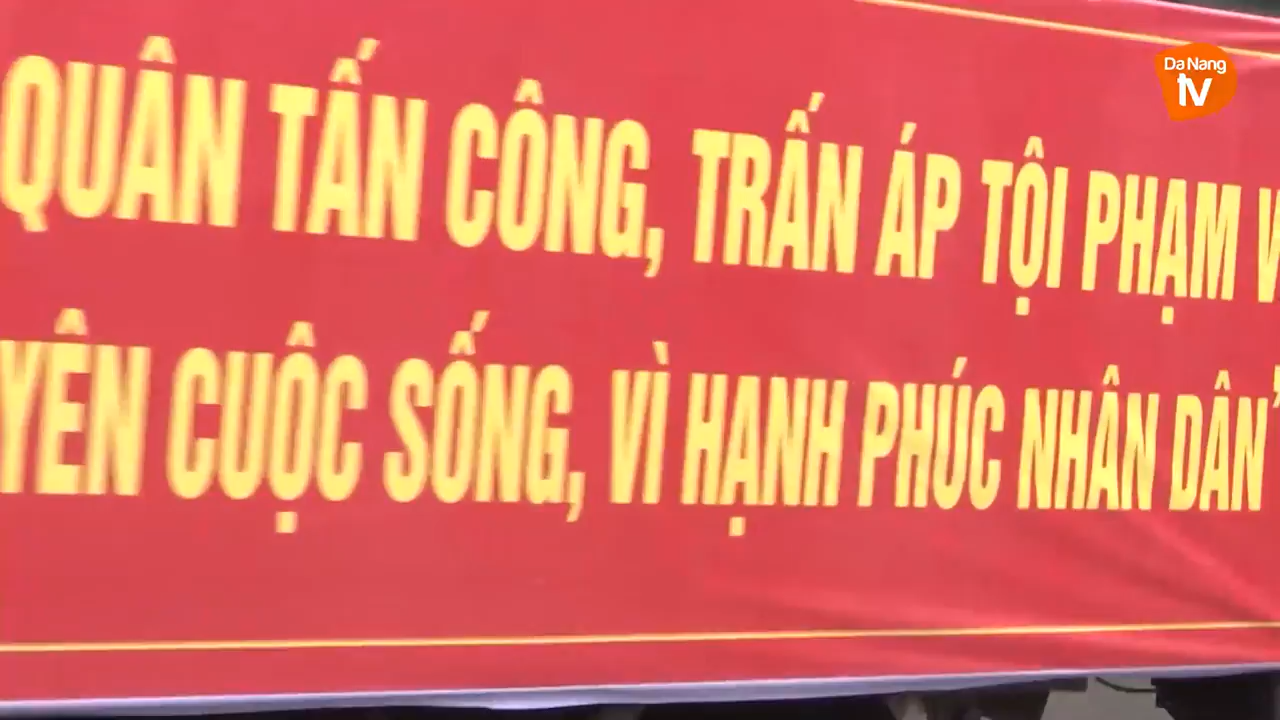 Da Nang
tv
QUÂN TẤN CÔNG, TRẤN ÁP TỘI PHẠM
YÊN CUỘC SỐNG, VÌ HẠNH PHÚC NHÂN DÂN"